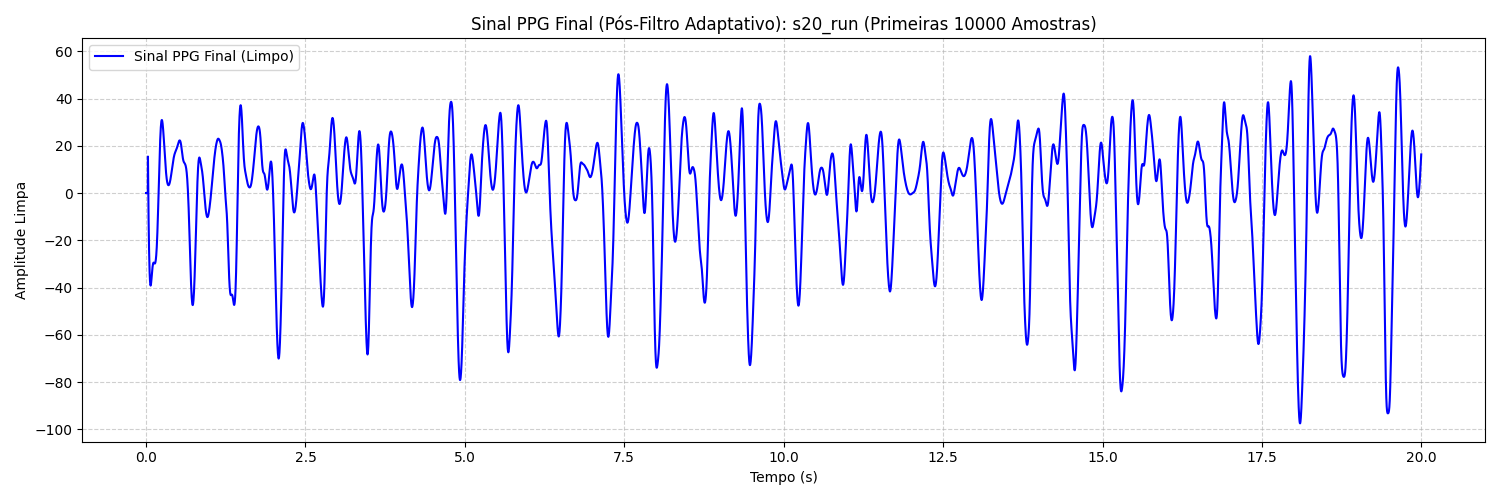 Sinal PPG Final (Pós-Filtro Adaptativo): s20_run (Primeiras 10000 Amostras)
Sinal PPG Final (Limpo)
Amplitude Limpa
60
40
20
0
−20
−40
−60
−80
−100
0.0 2.5 5.0 7.5 10.0 12.5 15.0 17.5 20.0
Tempo (s)